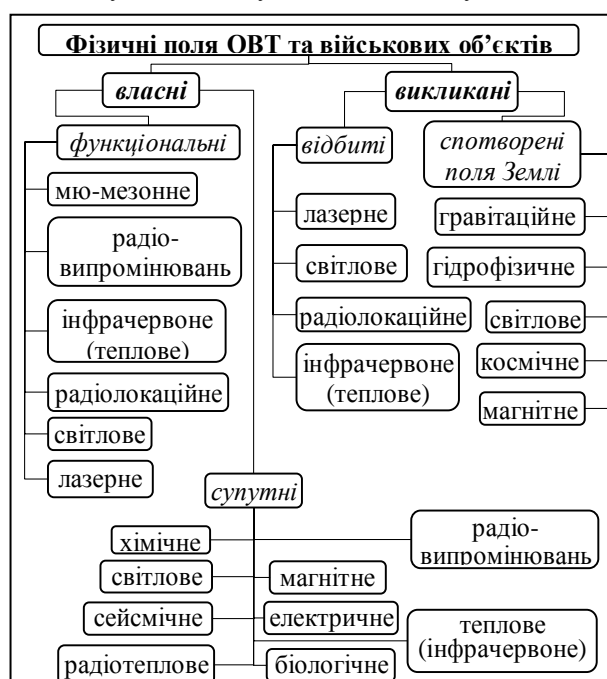 Фізичні поля ОВТ та військових об’єктів
власні
викликані
функціональні
мю-мезонне
радіо-
випромінювань
інфрачервоне
(теплове)
радіолокаційне
світлове
лазерне
відбиті
лазерне
світлове
радіолокаційне
інфрачервоне
(теплове)
спотворені
поля Землі
гравітаційне
гідрофізичне
світлове
космічне
магнітне
супутні
хімічне
світлове
сейсмічне
радіотеплове
магнітне
електричне
біологічне
радіо-
випромінювань
теплове
(інфрачервоне)